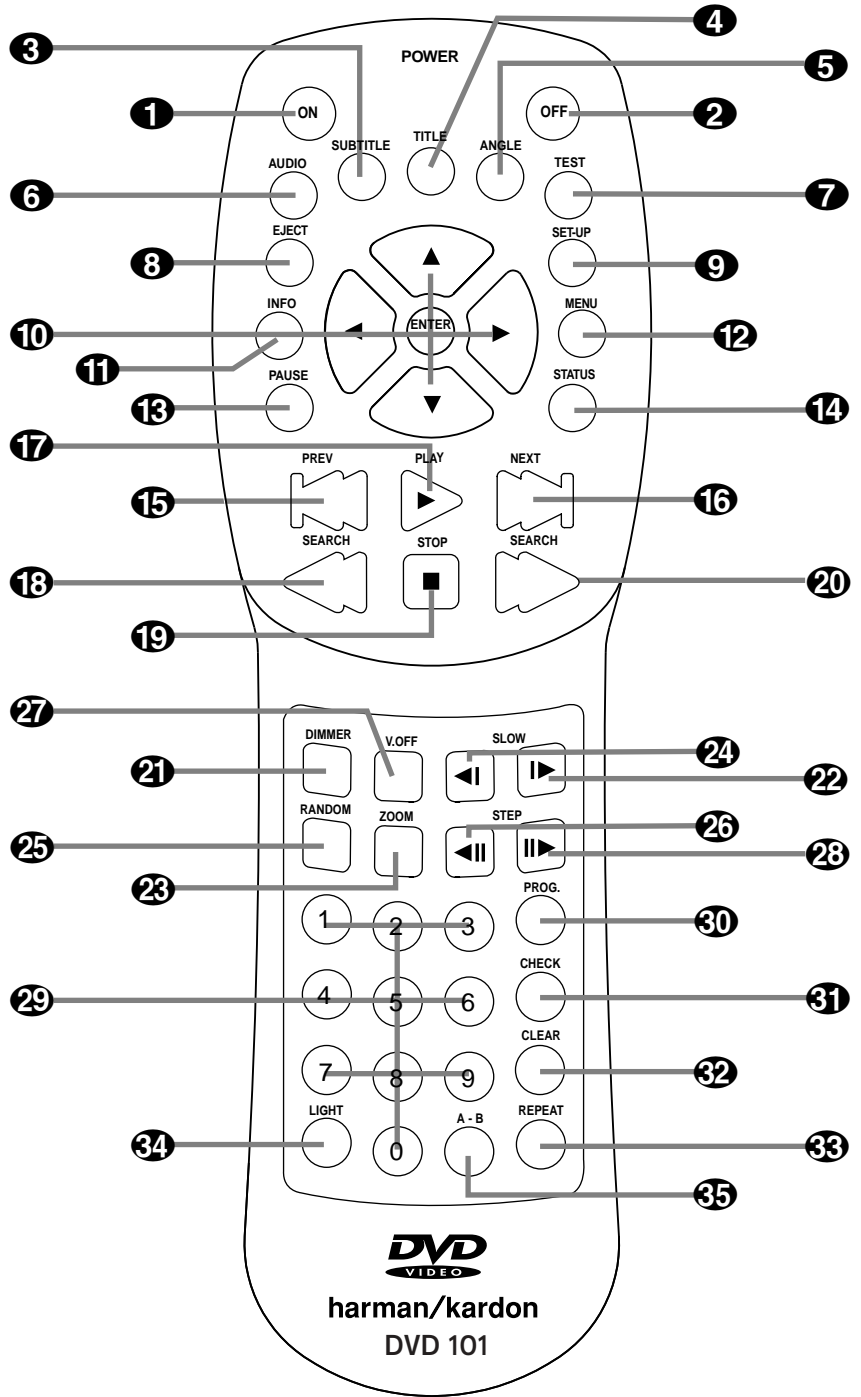 4
3
POWER
5
1
ON
OFF
2
SUBTITLE
TITLE
ANGLE
AUDIO
TEST
6
7
EJECT
SET-UP
8
9
INFO
MENU
10
ENTER
12
11
PAUSE
STATUS
13
14
17
PREV
PLAY
NEXT
15
16
SEARCH
STOP
SEARCH
18
20
19
27
DIMMER
V.OFF
SLOW
24
21
22
RANDOM
ZOOM
STEP
26
25
28
23
PROG.
1
2
3
30
CHECK
29
4
5
6
31
CLEAR
7
8
9
32
LIGHT
A - B
REPEAT
34
0
33
35
DVD
VIDEO
harman/kardon
DVD 101